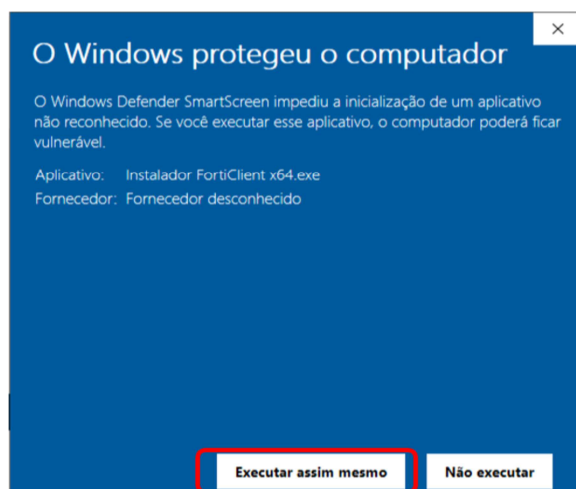 O Windows protegeu o computador
O Windows Defender SmartScreen impediu a inicialização de um aplicativo
não reconhecido. Se você executar esse aplicativo, o computador poderá ficar
vulnerável.
Aplicativo: Instalador FortiClient x64.exe
Fornecedor: Fornecedor desconhecido
Executar assim mesmo Não executar